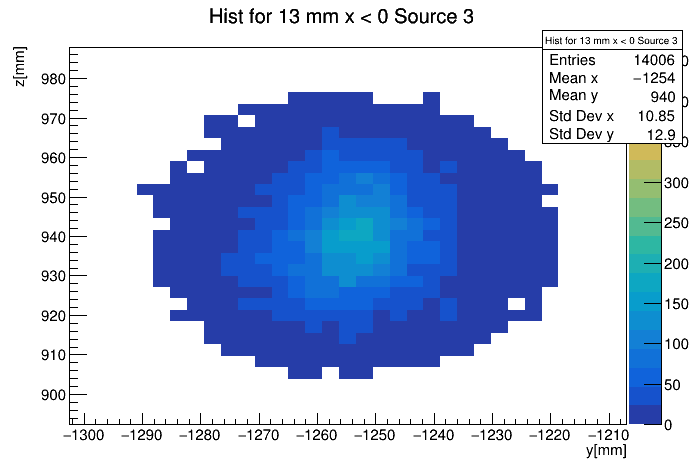 Hist for 13 mm x < 0 Source 3
z[mm]
Hist for 13 mm x < 0 Source 3
Entries 14006
Mean x −1254
Mean y 940
Std Dev x 10.85
Std Dev y 12.9
980
970
960
950
940
930
920
910
900
300
250
200
150
100
50
0
−1300 −1290 −1280 −1270 −1260 −1250 −1240 −1230 −1220 −1210
y[mm]